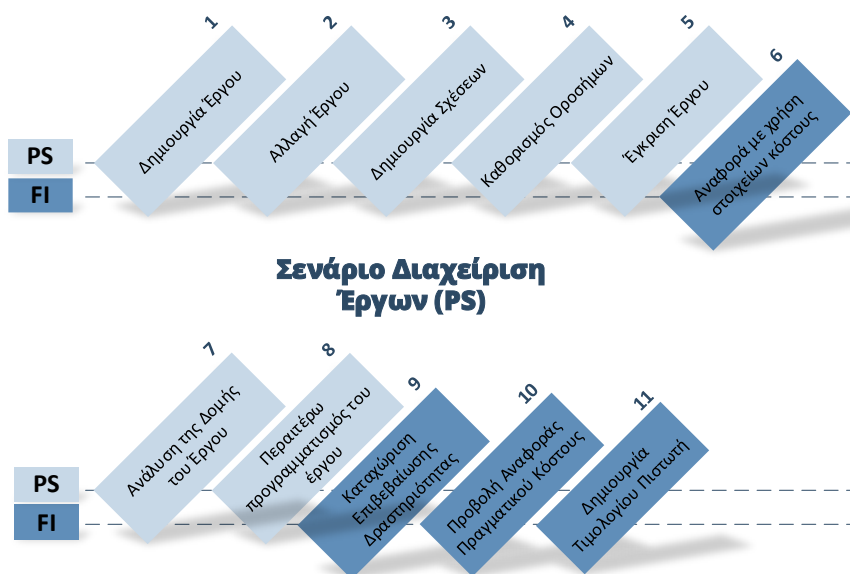 1
Δημιουργία Έργου
2
Αλλαγή Έργου
3
Δημιουργία Σχέσεων
4
Καθορισμός Οροσήμων
5
Έγκριση Έργου
6
Αναφορά με χρήση
στοιχείων κόστους
PS
FI
Σενάριο Διαχείριση
Έργων (PS)
7
Ανάλυση της Δομής
του Έργου
8
Περαιτέρω
προγραμματισμός του
έργου
9
Καταχώριση
Επιβεβαίωσης
Δραστηριότητας
10
Προβολή Αναφοράς
Πραγματικού Κόστους
11
Δημιουργία
Τιμολογίου Πιστωτή
PS
FI